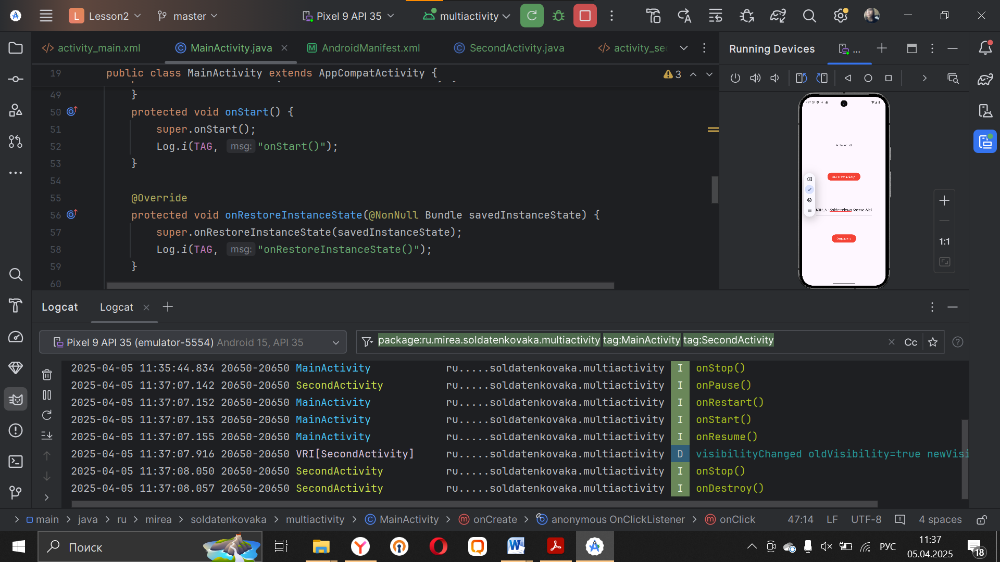 L Lesson2 master Pixel 9 API 35 multiactivity
activity_main.xml MainActivity.java AndroidManifest.xml SecondActivity.java activity_sec
Running Devices ...
19 public class MainActivity extends AppCompatActivity {
3
49 }
50 protected void onStart() {
51 super.onStart();
52 Log.i(TAG, msg: "onStart()");
53 }
54
55 @Override
56 protected void onRestoreInstanceState(@NonNull Bundle savedInstanceState) {
57 super.onRestoreInstanceState(savedInstanceState);
58 Log.i(TAG, msg: "onRestoreInstanceState()");
59 }
60
Hello World!
Start new activity!
MIREA - Soldatenkova Ksenia Alek
Отправить
1:1
Logcat Logcat
Pixel 9 API 35 (emulator-5554) Android 15, API 35
package:ru.mirea.soldatenkovaka.multiactivity tag:MainActivity tag:SecondActivity
Cc
2025-04-05 11:35:44.834 20650-20650 MainActivity ru.....soldatenkovaka.multiactivity I onStop()
2025-04-05 11:37:07.142 20650-20650 SecondActivity ru.....soldatenkovaka.multiactivity I onPause()
2025-04-05 11:37:07.152 20650-20650 MainActivity ru.....soldatenkovaka.multiactivity I onRestart()
2025-04-05 11:37:07.153 20650-20650 MainActivity ru.....soldatenkovaka.multiactivity I onStart()
2025-04-05 11:37:07.155 20650-20650 MainActivity ru.....soldatenkovaka.multiactivity I onResume()
2025-04-05 11:37:07.916 20650-20650 VRI[SecondActivity] ru.....soldatenkovaka.multiactivity D visibilityChanged oldVisibility=true newVisi
2025-04-05 11:37:08.050 20650-20650 SecondActivity ru.....soldatenkovaka.multiactivity I onStop()
2025-04-05 11:37:08.057 20650-20650 SecondActivity ru.....soldatenkovaka.multiactivity I onDestroy()
main java ru mirea soldatenkovaka multiactivity MainActivity onCreate anonymous OnClickListener onClick 47:14 LF UTF-8 4 spaces
Поиск
РУС
11:37
05.04.2025
18